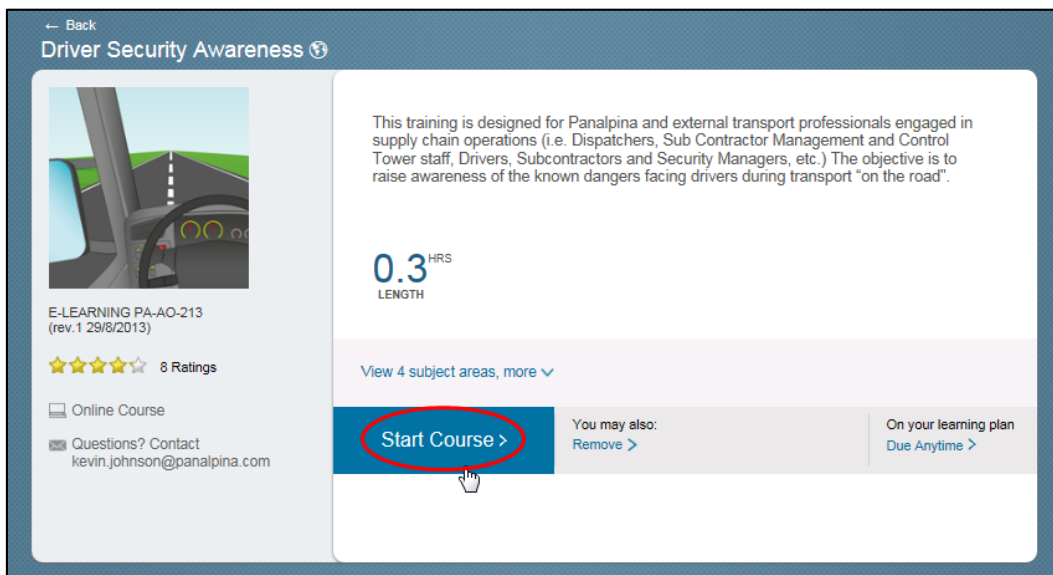 ← Back
Driver Security Awareness
This training is designed for Panalpina and external transport professionals engaged in
supply chain operations (i.e. Dispatchers, Sub Contractor Management and Control
Tower staff, Drivers, Subcontractors and Security Managers, etc.) The objective is to
raise awareness of the known dangers facing drivers during transport “on the road”.
0.3 HRS
LENGTH
E-LEARNING PA-AO-213
(rev.1 29/8/2013)
8 Ratings
Online Course
Questions? Contact
kevin.johnson@panalpina.com
View 4 subject areas, more
Start Course >
You may also:
Remove >
On your learning plan
Due Anytime >